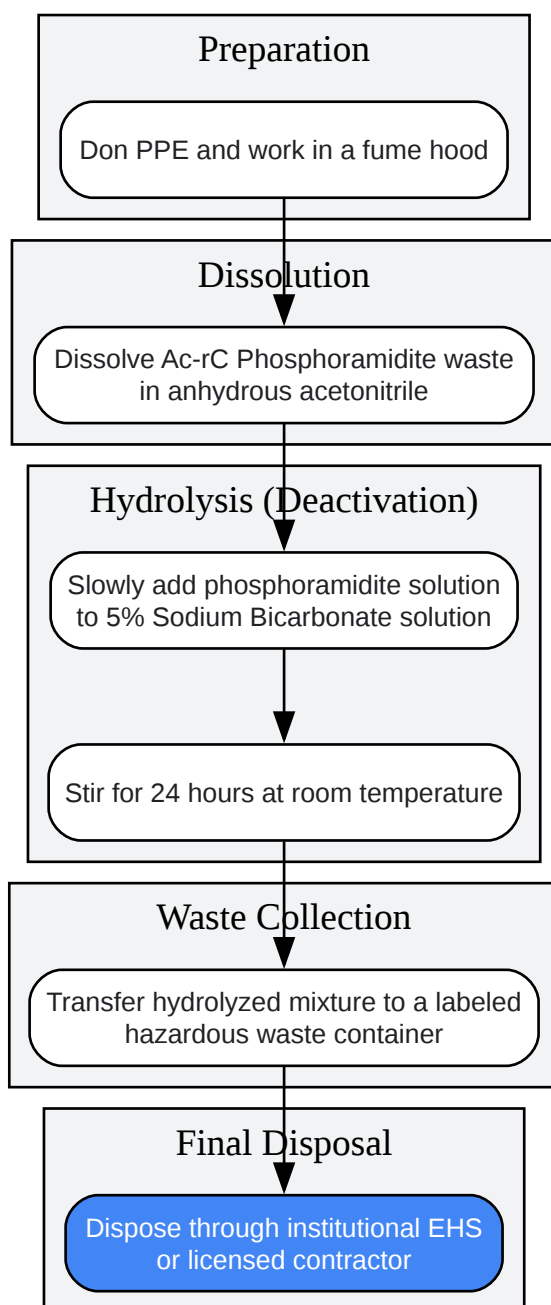 Preparation
Don PPE and work in a fume hood
Dissolution
Dissolve Ac-rC Phosphoramidite waste
in anhydrous acetonitrile
Hydrolysis (Deactivation)
Slowly add phosphoramidite solution
to 5% Sodium Bicarbonate solution
Stir for 24 hours at room temperature
Waste Collection
Transfer hydrolyzed mixture to a labeled
hazardous waste container
Final Disposal
Dispose through institutional EHS
or licensed contractor